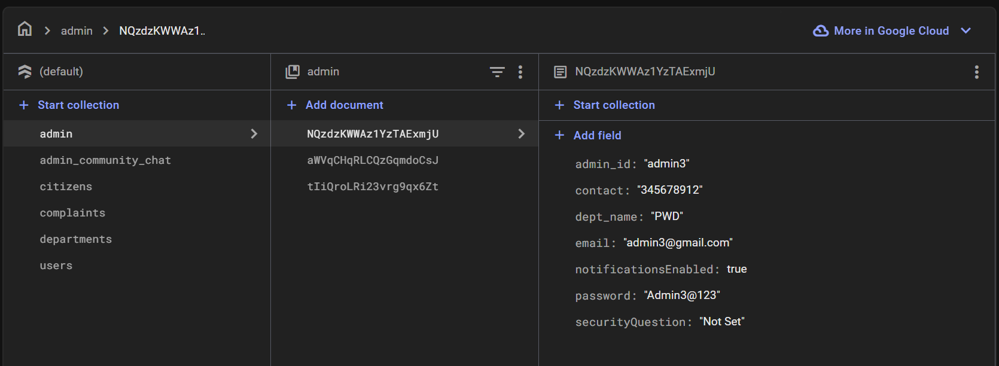 admin NQzdzKWWAz1.. More in Google Cloud
(default)
Start collection
admin
admin_community_chat
citizens
complaints
departments
users
admin
Add document
NQzdzKWWAz1YzTAExmjU
aWVqCHqRLCQzGqmdoCsJ
tIiQroLRi23vrg9qx6Zt
NQzdzKWWAz1YzTAExmjU
Start collection
Add field
admin_id: "admin3"
contact: "345678912"
dept_name: "PWD"
email: "admin3@gmail.com"
notificationsEnabled: true
password: "Admin3@123"
securityQuestion: "Not Set"